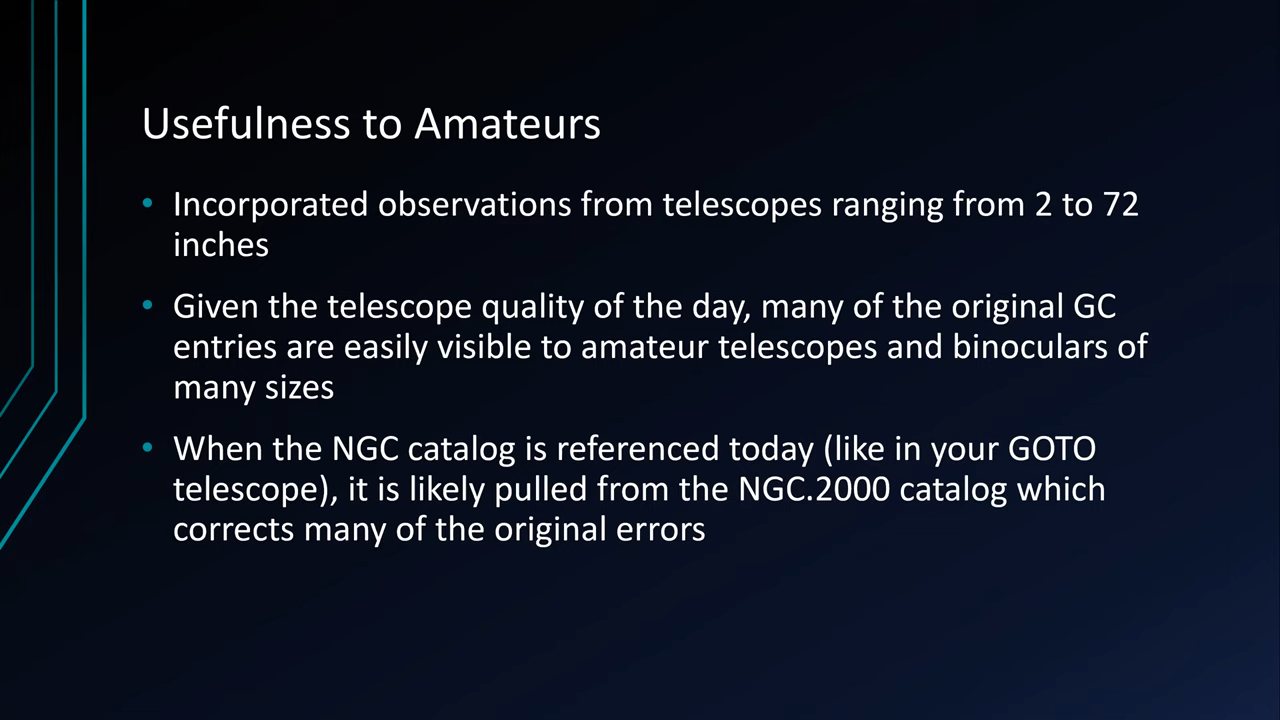 Usefulness to Amateurs
• Incorporated observations from telescopes ranging from 2 to 72
inches
• Given the telescope quality of the day, many of the original GC
entries are easily visible to amateur telescopes and binoculars of
many sizes
• When the NGC catalog is referenced today (like in your GOTO
telescope), it is likely pulled from the NGC.2000 catalog which
corrects many of the original errors